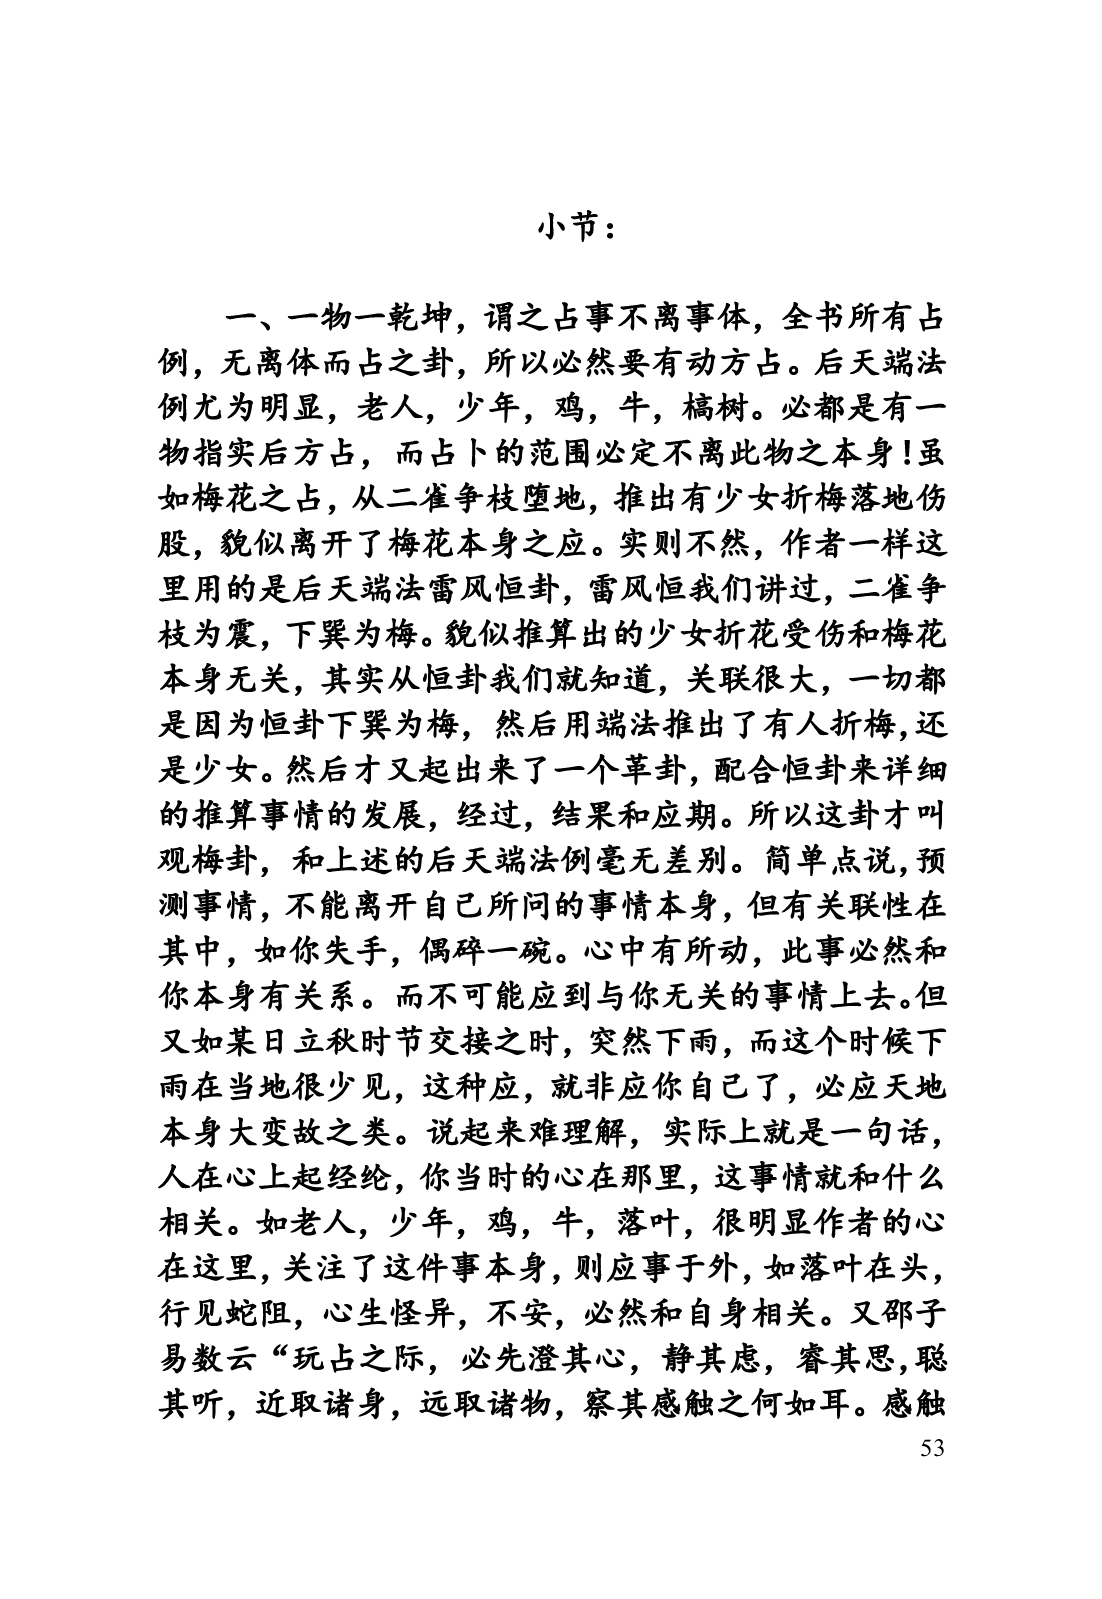 小节：
一、一物一乾坤，谓之占事不离事体，全书所有占
例，无离体而占之卦，所以必然要有动方占。后天端法
例尤为明显，老人，少年，鸡，牛，槁树。必都是有一
物指实后方占，而占卜的范围必定不离此物之本身！虽
如梅花之占，从二雀争枝堕地，推出有少女折梅落地伤
股，貌似离开了梅花本身之应。实则不然，作者一样这
里用的是后天端法雷风恒卦，雷风恒我们讲过，二雀争
枝为震，下巽为梅。貌似推算出的少女折花受伤和梅花
本身无关，其实从恒卦我们就知道，关联很大，一切都
是因为恒卦下巽为梅，然后用端法推出了有人折梅，还
是少女。然后才又起出来了一个革卦，配合恒卦来详细
的推算事情的发展，经过，结果和应期。所以这卦才叫
观梅卦，和上述的后天端法例毫无差别。简单点说，预
测事情，不能离开自己所问的事情本身，但有关联性在
其中，如你失手，偶碎一碗。心中有所动，此事必然和
你本身有关系。而不可能应到与你无关的事情上去。但
又如某日立秋时节交接之时，突然下雨，而这个时候下
雨在当地很少见，这种应，就非应你自己了，必应天地
本身大变故之类。说起来难理解，实际上就是一句话，
人在心上起经纶，你当时的心在那里，这事情就和什么
相关。如老人，少年，鸡，牛，落叶，很明显作者的心
在这里，关注了这件事本身，则应事于外，如落叶在头，
行见蛇阻，心生怪异，不安，必然和自身相关。又邵子
易数云“玩占之际，必先澄其心，静其虑，睿其思，聪
其听，近取诸身，远取诸物，察其感触之何如耳。感触
53